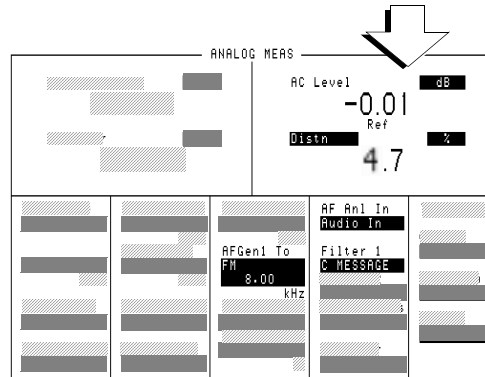 ANALOG MEAS
AC Level dB
-0.01
Ref
Distn %
4.7
AF Anl In
Audio In
AFGen1 To
FM
8.00
kHz
Filter 1
C MESSAGE